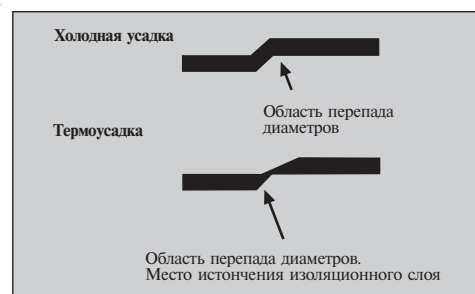 Холодная усадка
Область перепада
диаметров
Термоусадка
Область перепада диаметров.
Место истончения изоляционного слоя